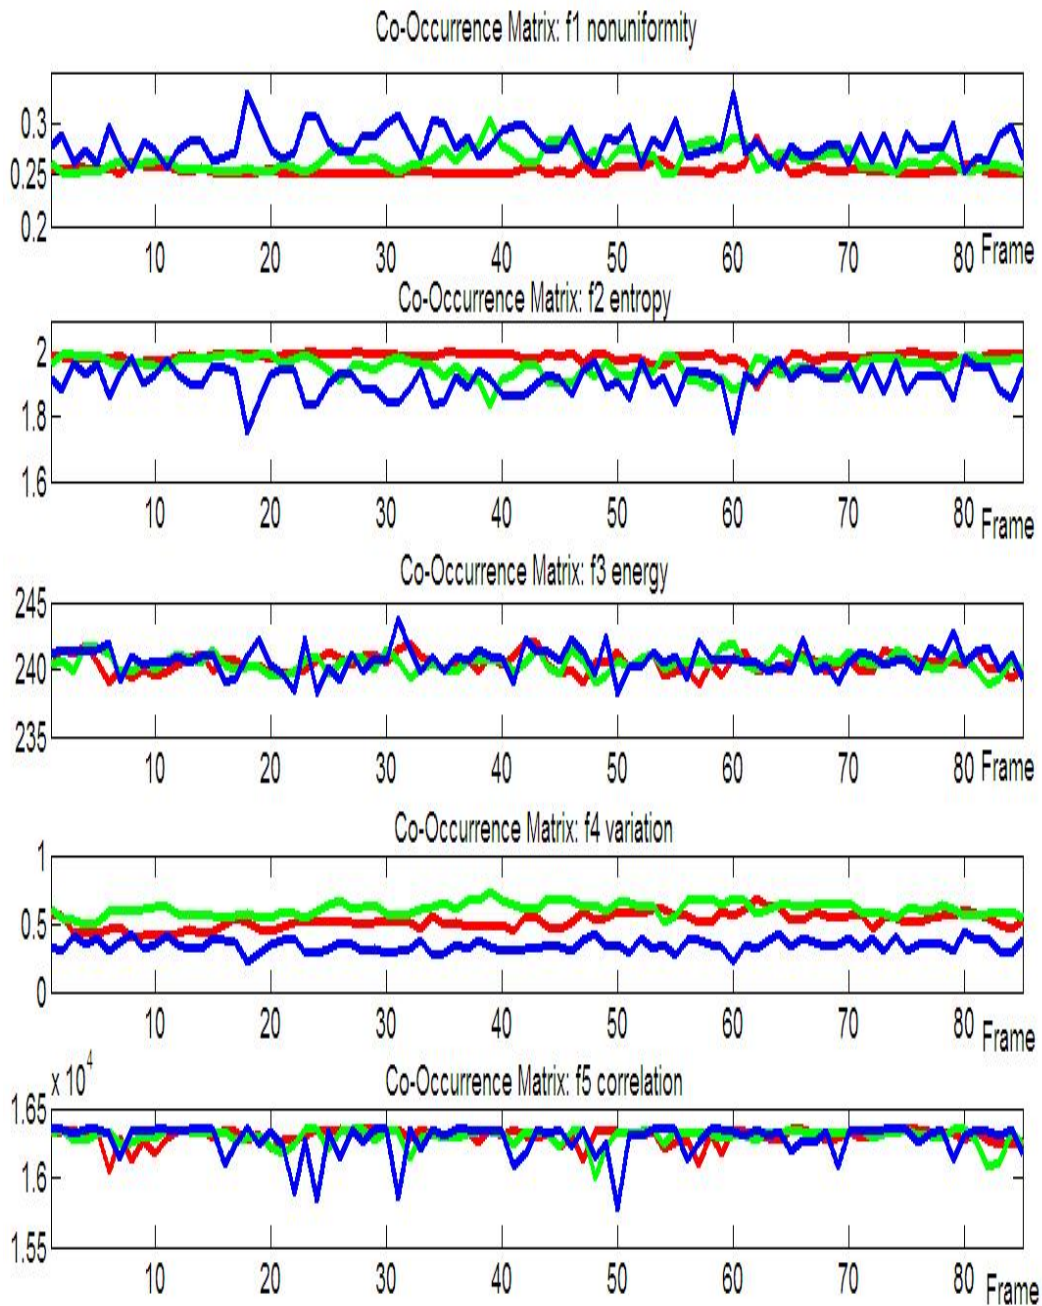 Co-Occurrence Matrix: f1 nonuniformity
0.3
0.25
0.2
10 20 30 40 50 60 70 80 Frame
Co-Occurrence Matrix: f2 entropy
2
1.8
1.6
10 20 30 40 50 60 70 80 Frame
Co-Occurrence Matrix: f3 energy
245
240
235
10 20 30 40 50 60 70 80 Frame
Co-Occurrence Matrix: f4 variation
1
0.5
0
10 20 30 40 50 60 70 80 Frame
x 10^4 Co-Occurrence Matrix: f5 correlation
1.65
1.6
1.55
10 20 30 40 50 60 70 80 Frame